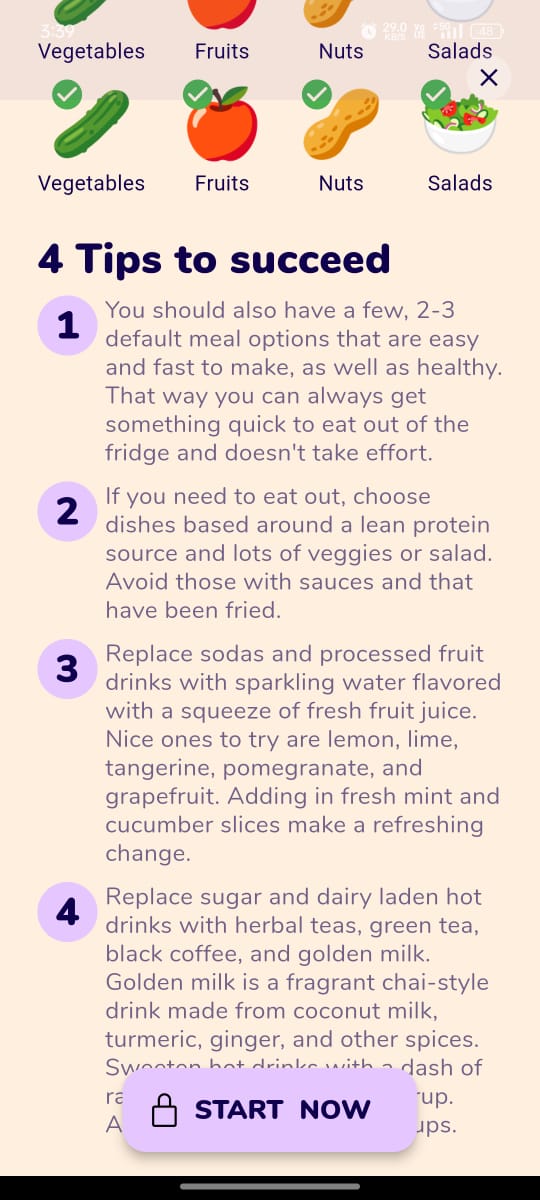 3:39
29.0
KB/S
5G
48
Vegetables Fruits Nuts Salads
Vegetables Fruits Nuts Salads
4 Tips to succeed
1
You should also have a few, 2-3
default meal options that are easy
and fast to make, as well as healthy.
That way you can always get
something quick to eat out of the
fridge and doesn't take effort.
2
If you need to eat out, choose
dishes based around a lean protein
source and lots of veggies or salad.
Avoid those with sauces and that
have been fried.
3
Replace sodas and processed fruit
drinks with sparkling water flavored
with a squeeze of fresh fruit juice.
Nice ones to try are lemon, lime,
tangerine, pomegranate, and
grapefruit. Adding in fresh mint and
cucumber slices make a refreshing
change.
4
Replace sugar and dairy laden hot
drinks with herbal teas, green tea,
black coffee, and golden milk.
Golden milk is a fragrant chai-style
drink made from coconut milk,
turmeric, ginger, and other spices.
Sweeten hot drinks with a dash of
START NOW